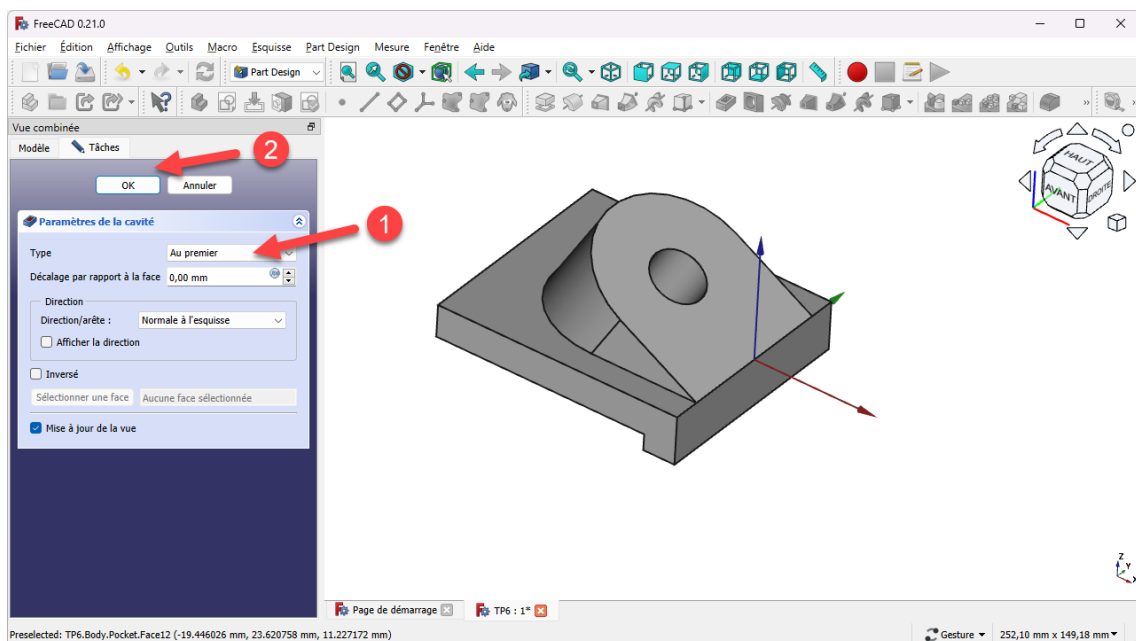 FreeCAD 0.21.0
Fichier Édition Affichage Outils Macro Esquisse Part Design Mesure Fenêtre Aide
Part Design
Vue combinée
Modèle Tâches
2
OK Annuler
Paramètres de la cavité
1
Type Au premier
Décalage par rapport à la face 0,00 mm
Direction
Direction/arête : Normale à l'esquisse
Afficher la direction
Inversé
Sélectionner une face Aucune face sélectionnée
Mise à jour de la vue
HAUT
AVANT
DROITE
Z
Y
X
Page de démarrage TP6 : 1*
Preselected: TP6.Body.Pocket.Face12 (-19.446026 mm, 23.620758 mm, 11.227172 mm) Gesture 252,10 mm x 149,18 mm